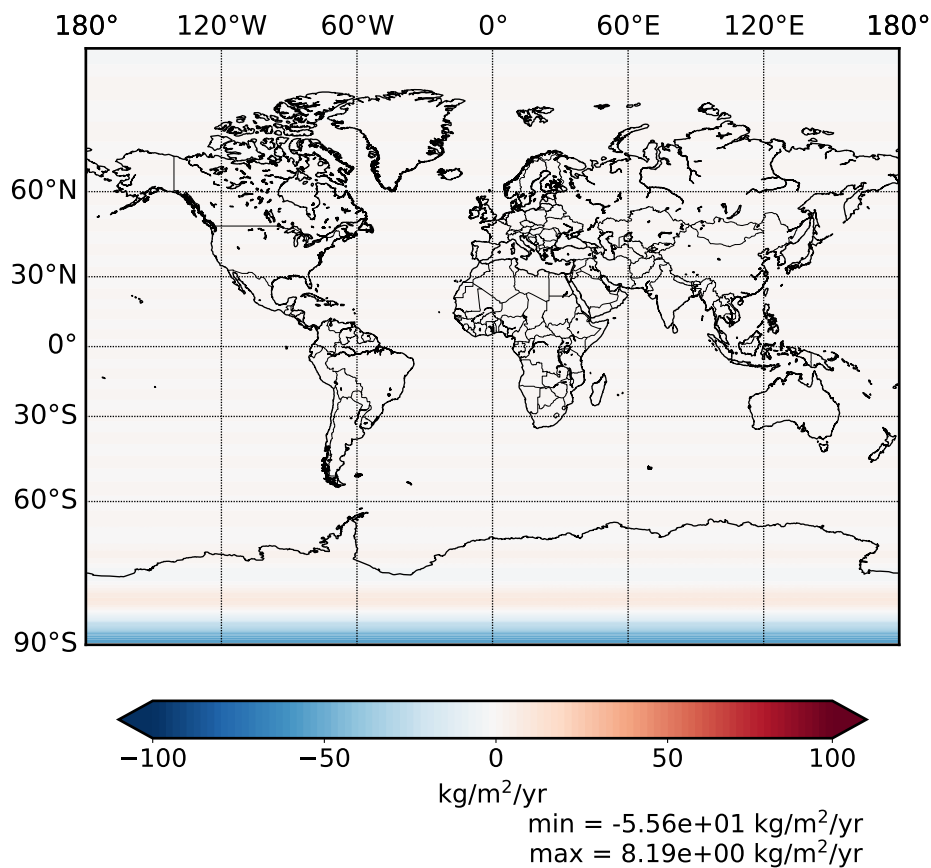 180° 120°W 60°W 0° 60°E 120°E 180°
60°N
30°N
0°
30°S
60°S
90°S
−100 −50 0 50 100
kg/m²/yr
min = -5.56e+01 kg/m²/yr
max = 8.19e+00 kg/m²/yr